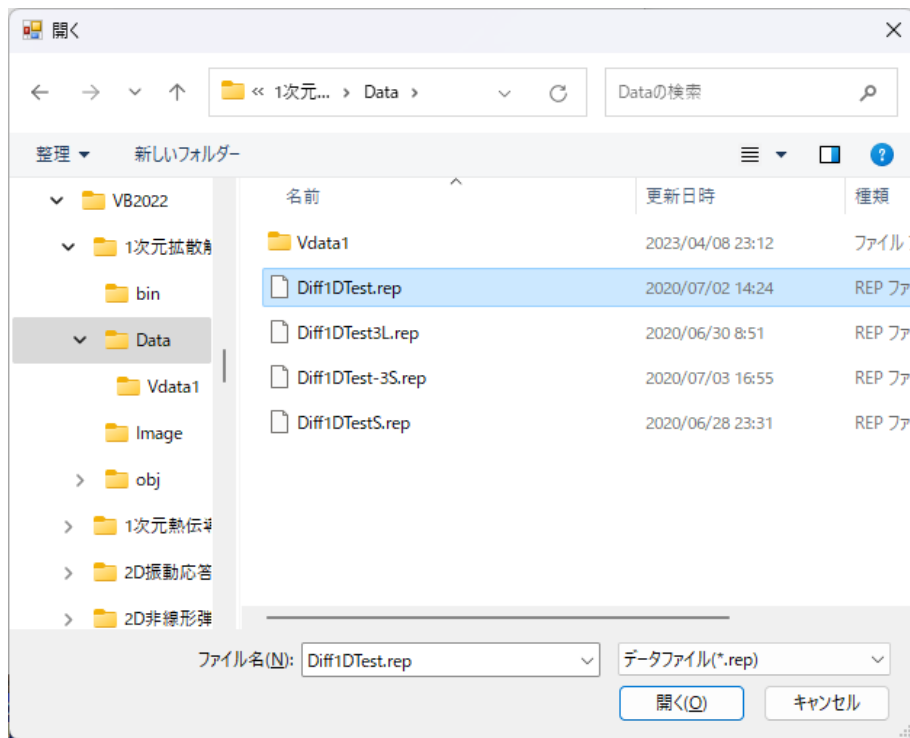 開く
« 1次元... › Data ›
Dataの検索
整理
新しいフォルダー
VB2022
1次元拡散解
bin
Data
Vdata1
Image
obj
1次元熱伝導
2D振動応答
2D非線形弾
名前 更新日時 種類
Vdata1 2023/04/08 23:12 ファイル
Diff1DTest.rep 2020/07/02 14:24 REP ファ
Diff1DTest3L.rep 2020/06/30 8:51 REP ファ
Diff1DTest-3S.rep 2020/07/03 16:55 REP ファ
Diff1DTestS.rep 2020/06/28 23:31 REP ファ
ファイル名(N): Diff1DTest.rep データファイル(*.rep)
開く(O) キャンセル